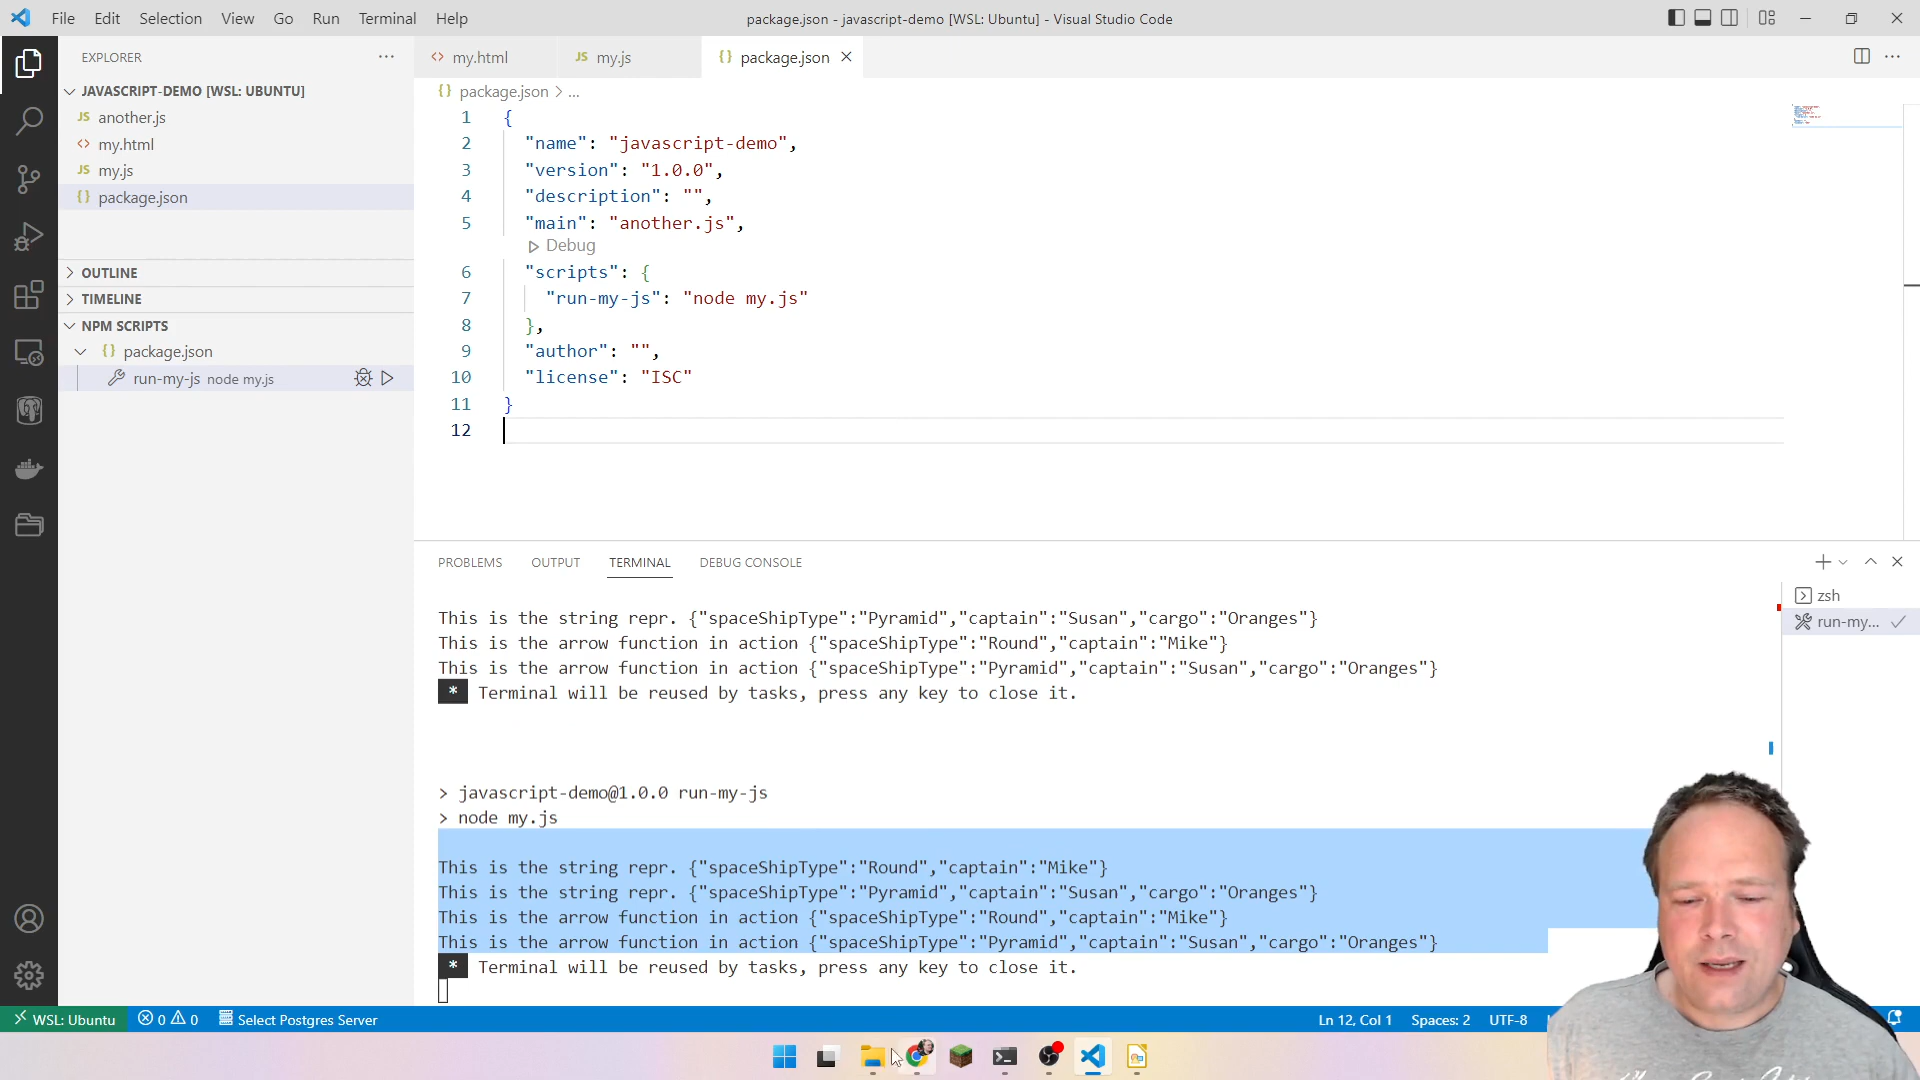 File Edit Selection View Go Run Terminal Help
package.json - javascript-demo [WSL: Ubuntu] - Visual Studio Code
EXPLORER
JAVASCRIPT-DEMO [WSL: UBUNTU]
JS another.js
<> my.html
JS my.js
{} package.json
OUTLINE
TIMELINE
NPM SCRIPTS
{} package.json
run-my-js node my.js
<> my.html
JS my.js
{} package.json
{} package.json > ...
1 {
2 "name": "javascript-demo",
3 "version": "1.0.0",
4 "description": "",
5 "main": "another.js",
Debug
6 "scripts": {
7 "run-my-js": "node my.js"
8 },
9 "author": "",
10 "license": "ISC"
11 }
12
PROBLEMS OUTPUT TERMINAL DEBUG CONSOLE
zsh
run-my...
This is the string repr. {"spaceShipType":"Pyramid","captain":"Susan","cargo":"Oranges"}
This is the arrow function in action {"spaceShipType":"Round","captain":"Mike"}
This is the arrow function in action {"spaceShipType":"Pyramid","captain":"Susan","cargo":"Oranges"}
* Terminal will be reused by tasks, press any key to close it.
> javascript-demo@1.0.0 run-my-js
> node my.js
This is the string repr. {"spaceShipType":"Round","captain":"Mike"}
This is the string repr. {"spaceShipType":"Pyramid","captain":"Susan","cargo":"Oranges"}
This is the arrow function in action {"spaceShipType":"Round","captain":"Mike"}
This is the arrow function in action {"spaceShipType":"Pyramid","captain":"Susan","cargo":"Oranges"}
* Terminal will be reused by tasks, press any key to close it.
WSL: Ubuntu 0 0 Select Postgres Server
Ln 12, Col 1 Spaces: 2 UTF-8